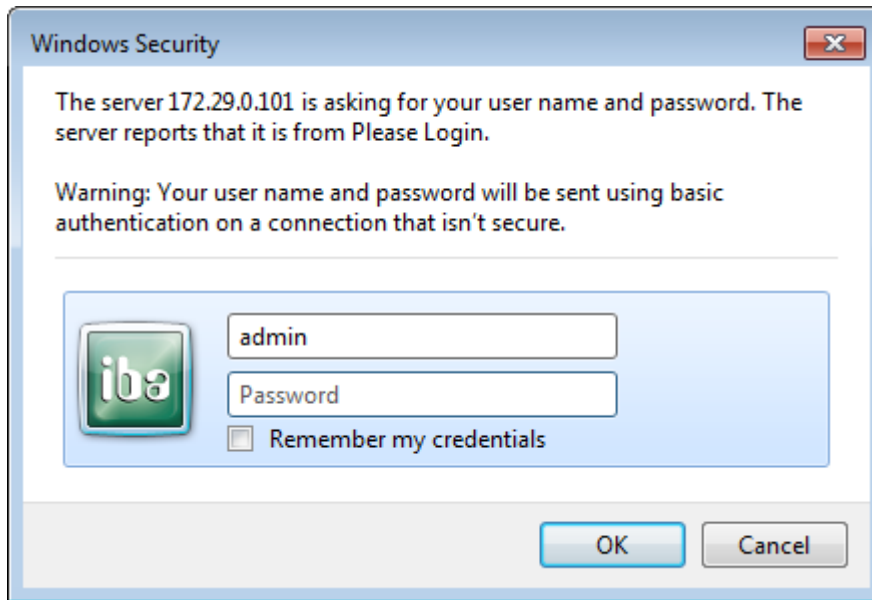 Windows Security
The server 172.29.0.101 is asking for your user name and password. The
server reports that it is from Please Login.
Warning: Your user name and password will be sent using basic
authentication on a connection that isn't secure.
iba
admin
Password
Remember my credentials
OK
Cancel